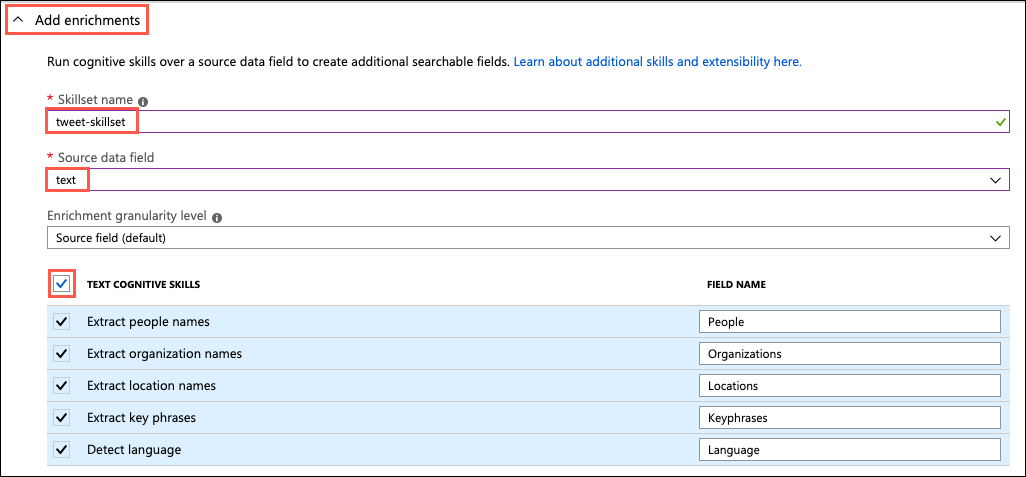 Add enrichments
Run cognitive skills over a source data field to create additional searchable fields. Learn about additional skills and extensibility here.
* Skillset name
tweet-skillset
* Source data field
text
Enrichment granularity level
Source field (default)
TEXT COGNITIVE SKILLS FIELD NAME
Extract people names People
Extract organization names Organizations
Extract location names Locations
Extract key phrases Keyphrases
Detect language Language